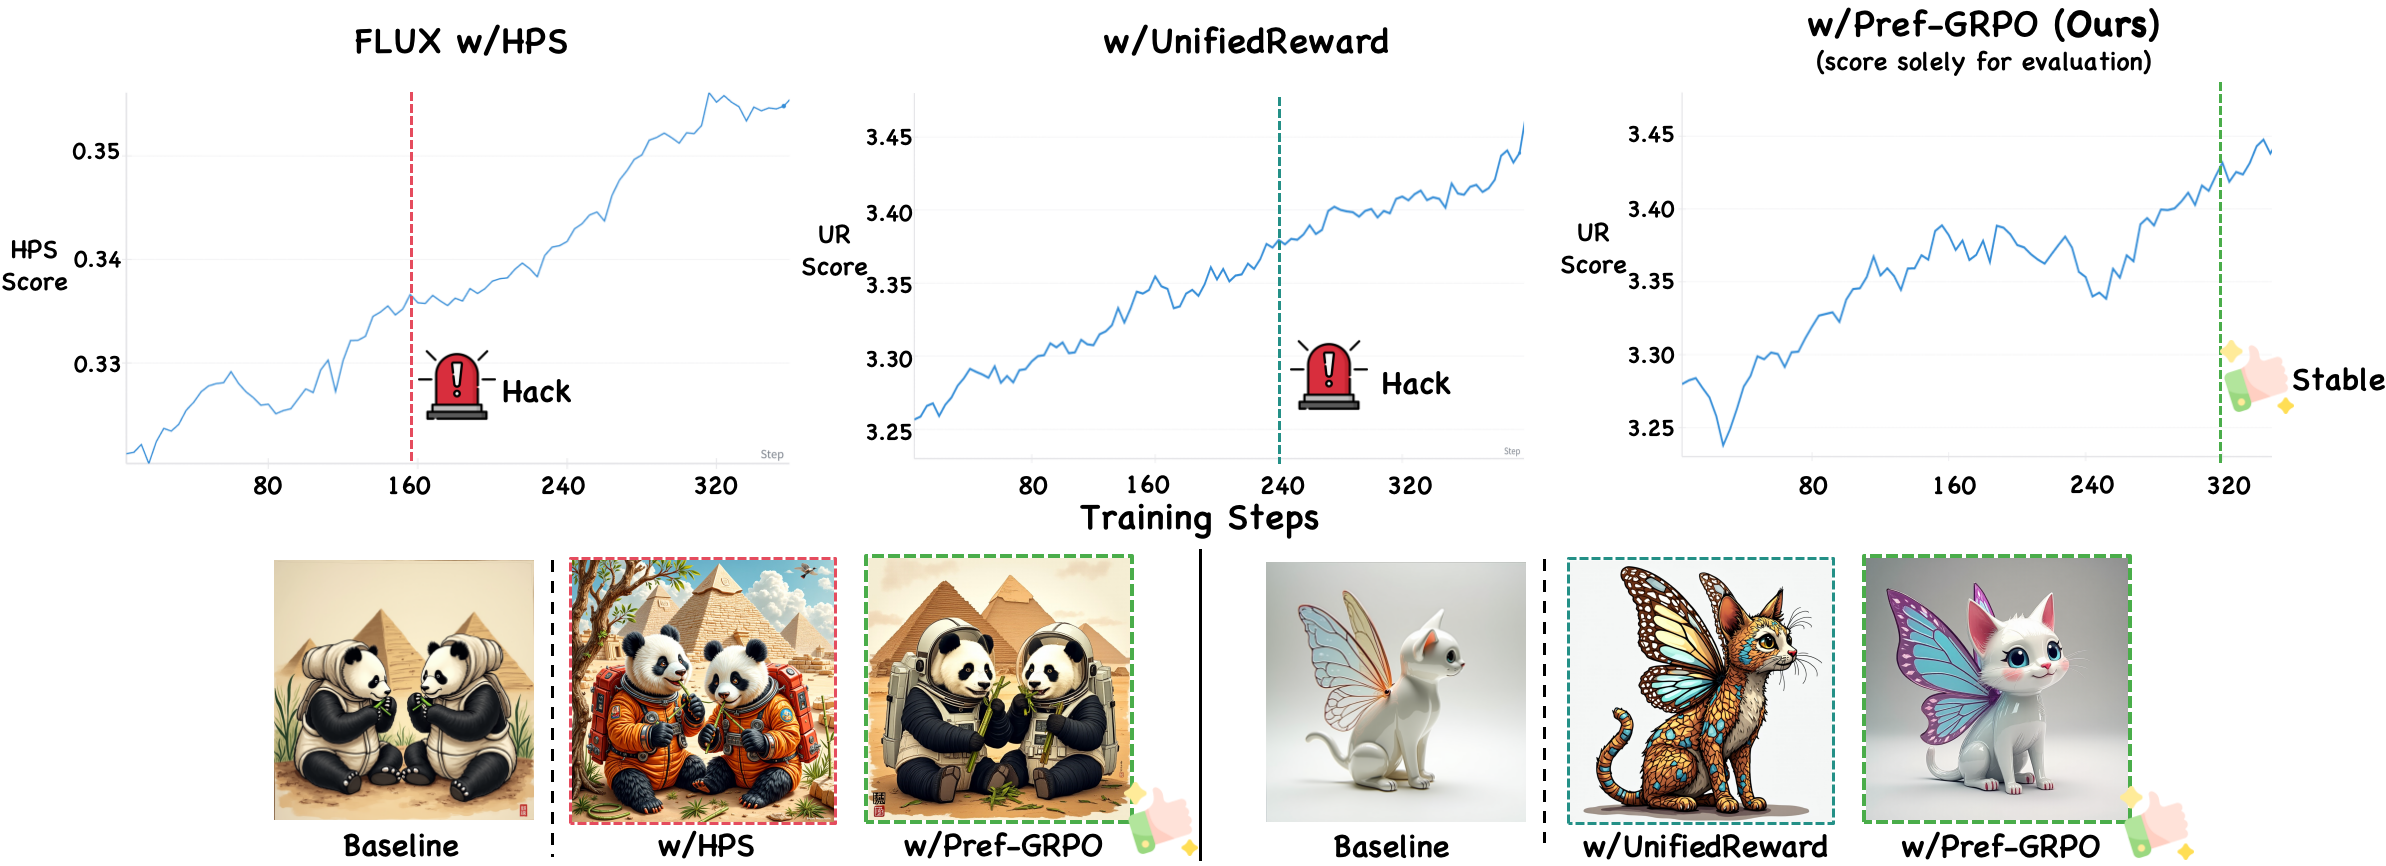 FLUX w/HPS
w/UnifiedReward
w/Pref-GRPO (Ours)
(score solely for evaluation)
0.35
0.34
0.33
HPS
Score
Hack
Step
80
160
240
320
3.45
3.40
3.35
3.30
3.25
UR
Score
Hack
Step
80
160
240
320
3.45
3.40
3.35
3.30
3.25
UR
Score
Stable
80
160
240
320
Training Steps
Baseline
w/HPS
w/Pref-GRPO
Baseline
w/UnifiedReward
w/Pref-GRPO